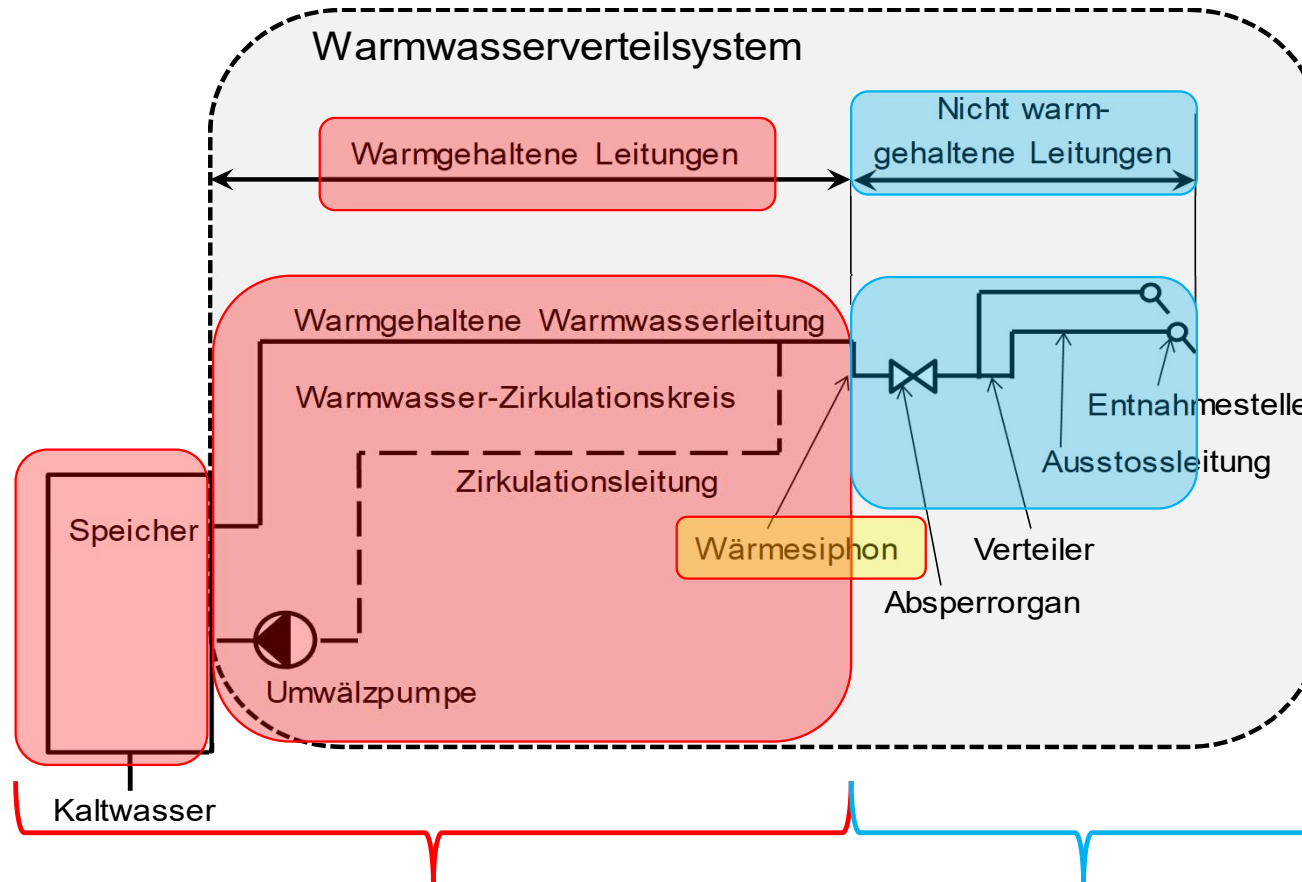 Warmwasserverteilsystem
Warmgehaltene Leitungen
Nicht warm-
gehaltene Leitungen
Warmgehaltene Warmwasserleitung
Warmwasser-Zirkulationskreis
Zirkulationsleitung
Entnahmestelle
Ausstossleitung
Speicher
Wärmesiphon
Verteiler
Absperrorgan
Umwälzpumpe
Kaltwasser